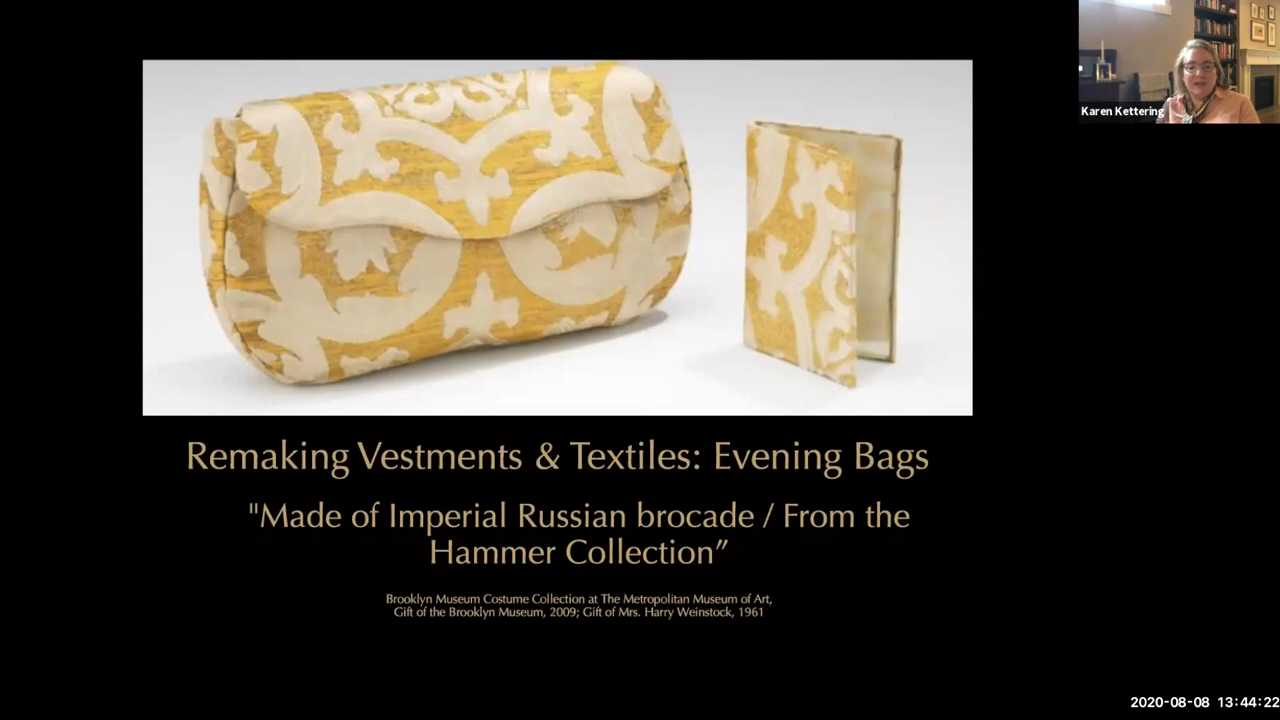 Karen Kettering
Remaking Vestments & Textiles: Evening Bags
"Made of Imperial Russian brocade / From the
Hammer Collection”
Brooklyn Museum Costume Collection at The Metropolitan Museum of Art,
Gift of the Brooklyn Museum, 2009; Gift of Mrs. Harry Weinstock, 1961
2020-08-08 13:44:22